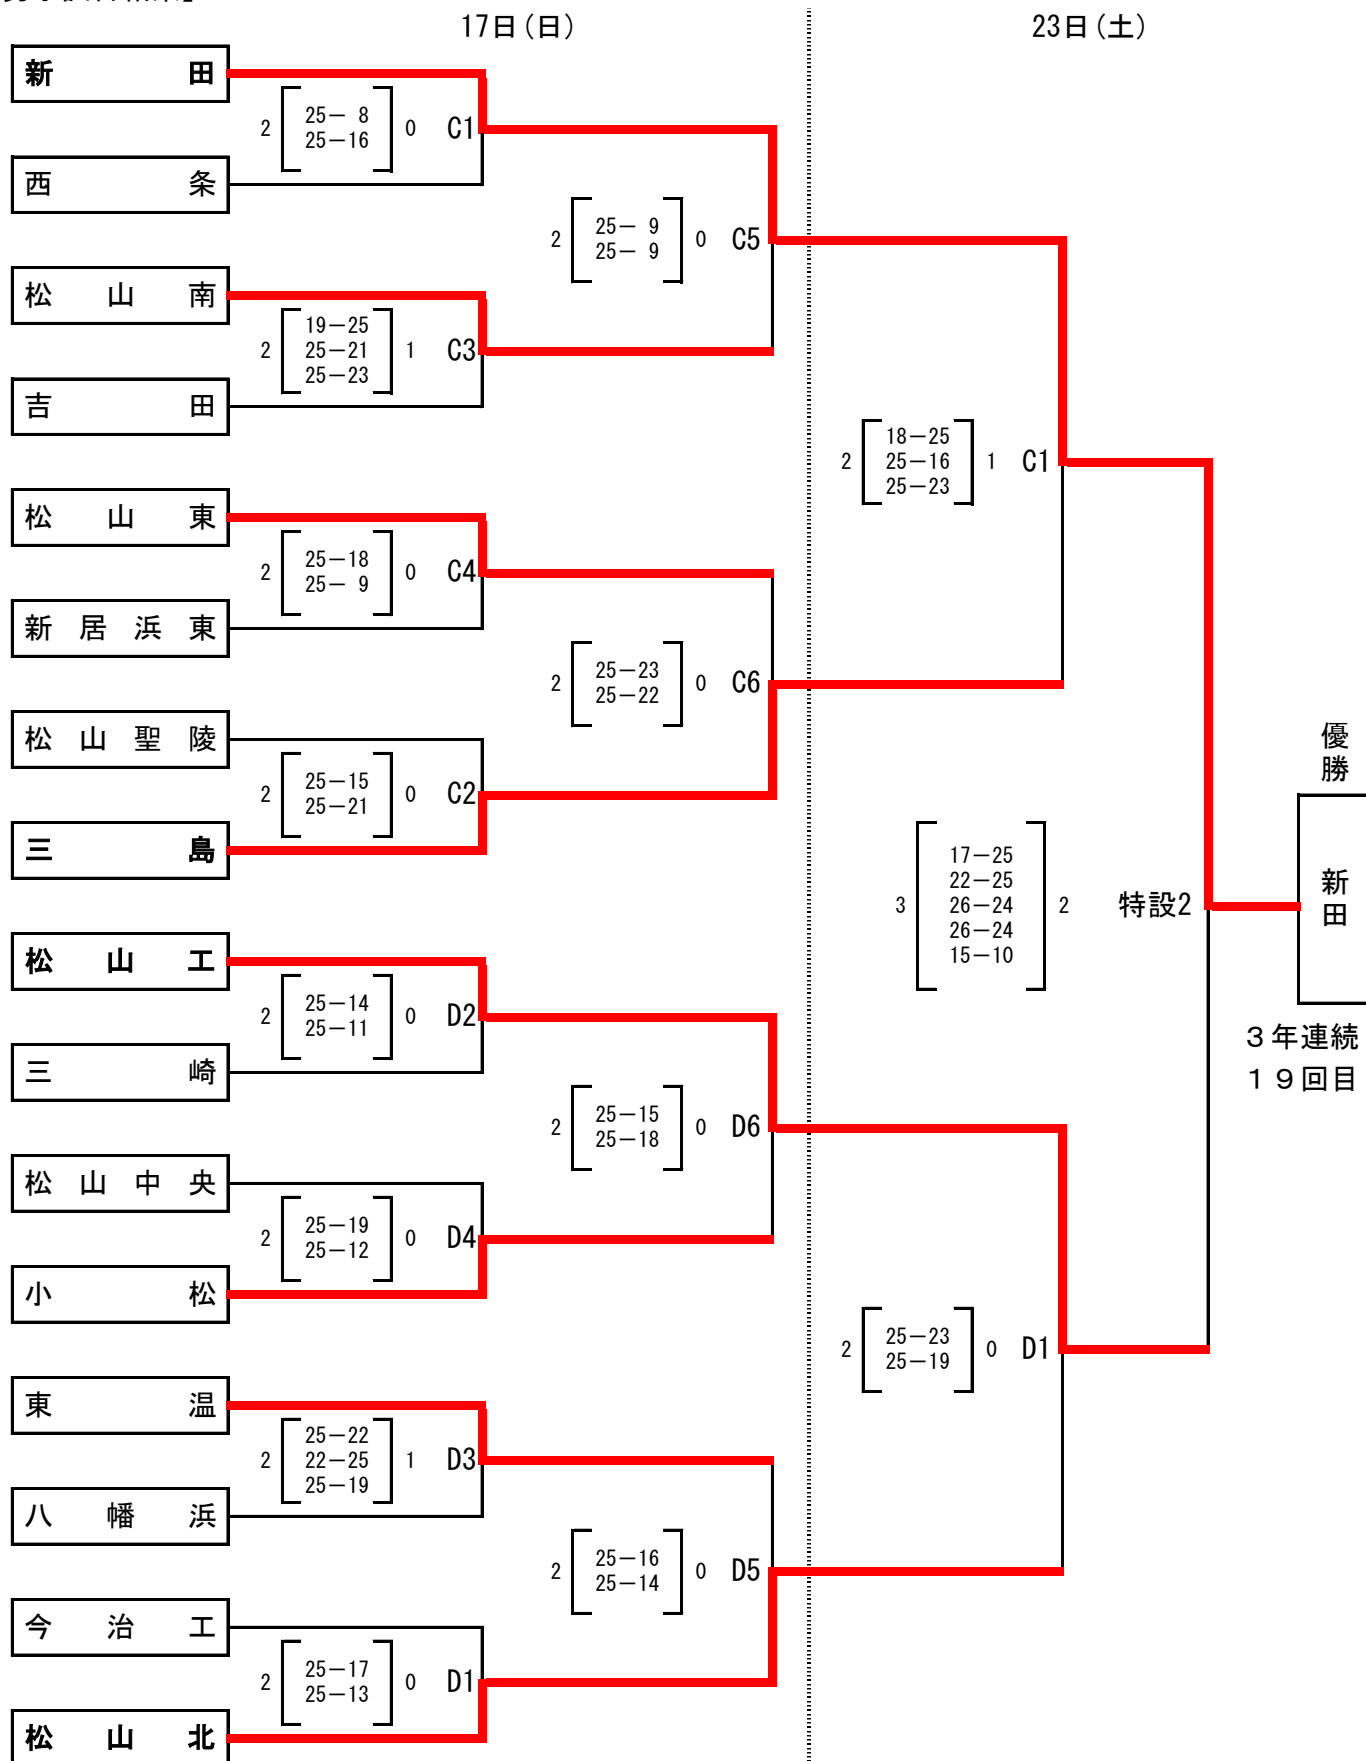 17日(日)
23日(土)
新田
2 25－ 8 0 C1
25－16
西条
2 25－ 9 0 C5
25－ 9
松山南
19－25
2 25－21 1 C3
25－23
吉田
18－25
2 25－16 1 C1
25－23
松山東
2 25－18 0 C4
25－ 9
新居浜東
2 25－23 0 C6
25－22
松山聖陵
2 25－15 0 C2
25－21
三島
優勝
新田
３年連続
１９回目
17－25
22－25
3 26－24 2 特設2
26－24
15－10
松山工
2 25－14 0 D2
25－11
三崎
2 25－15 0 D6
25－18
松山中央
2 25－19 0 D4
25－12
小松
2 25－23 0 D1
25－19
東温
25－22
2 22－25 1 D3
25－19
八幡浜
2 25－16 0 D5
25－14
今治工
2 25－17 0 D1
25－13
松山北